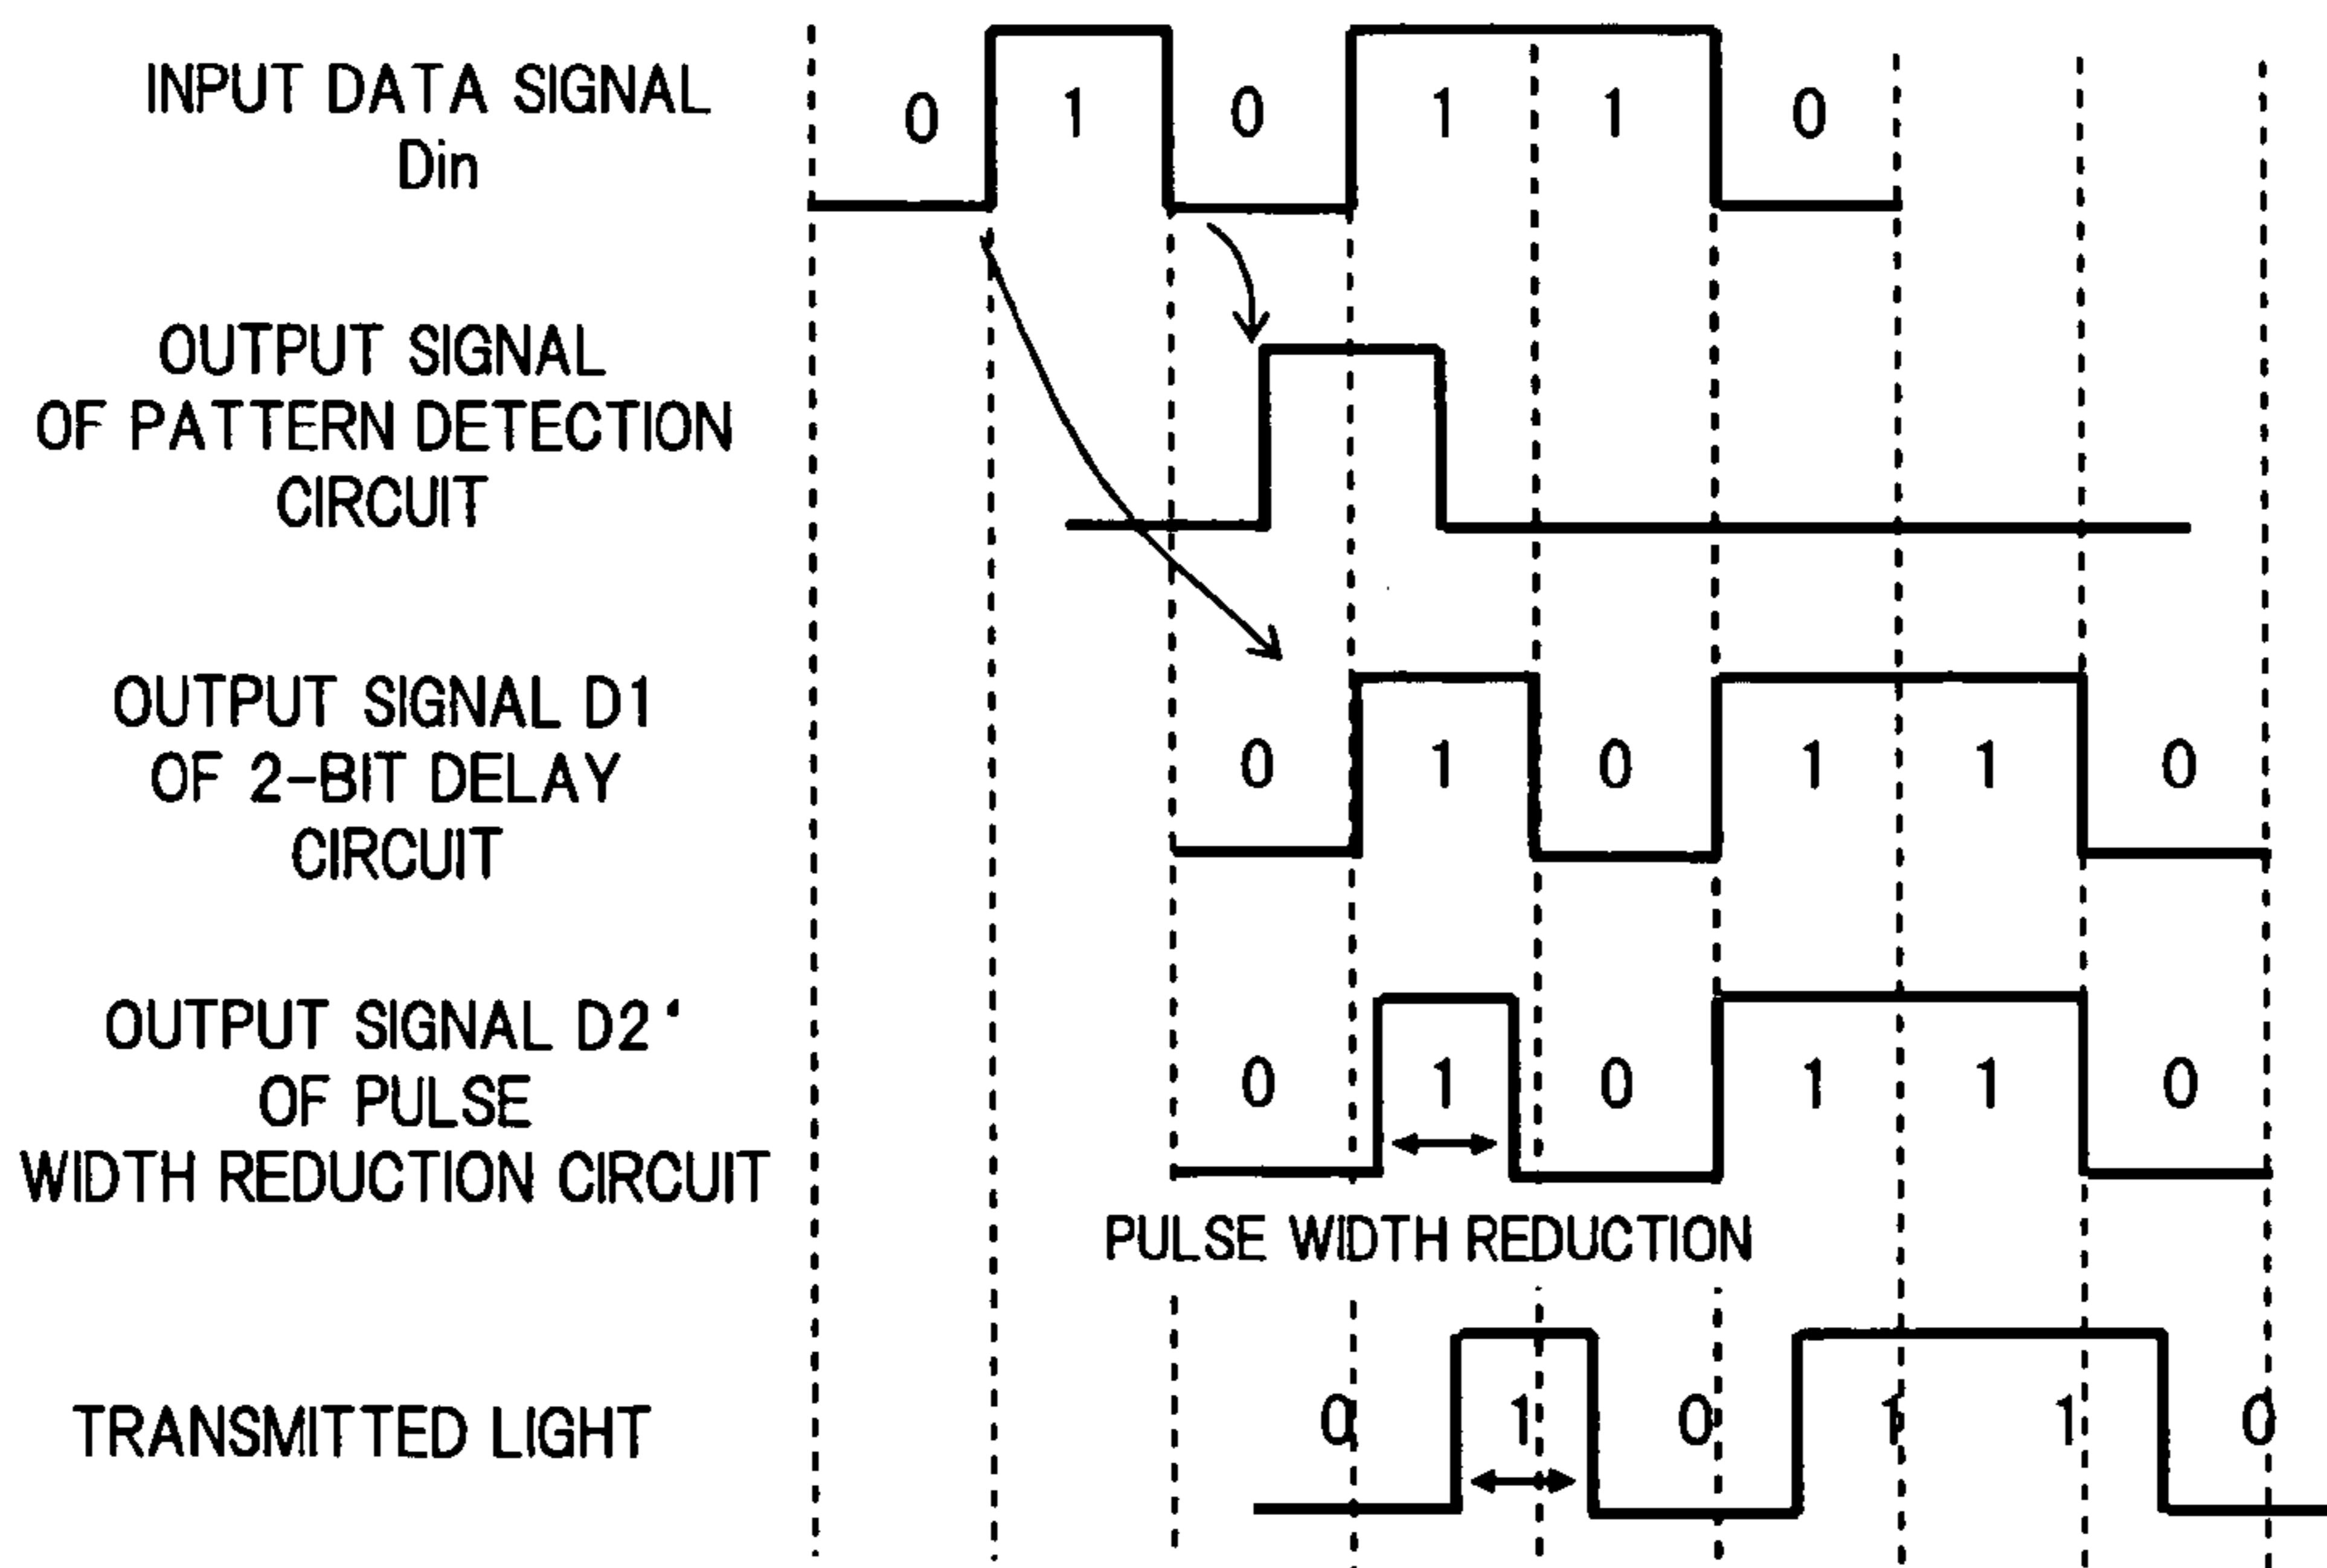 INPUT DATA SIGNAL
Din
0 1 0 1 1 0
OUTPUT SIGNAL
OF PATTERN DETECTION
CIRCUIT
OUTPUT SIGNAL D1
OF 2-BIT DELAY
CIRCUIT
0 1 0 1 1 0
OUTPUT SIGNAL D2'
OF PULSE
WIDTH REDUCTION CIRCUIT
0 1 0 1 1 0
PULSE WIDTH REDUCTION
TRANSMITTED LIGHT
0 1 0 1 1 0